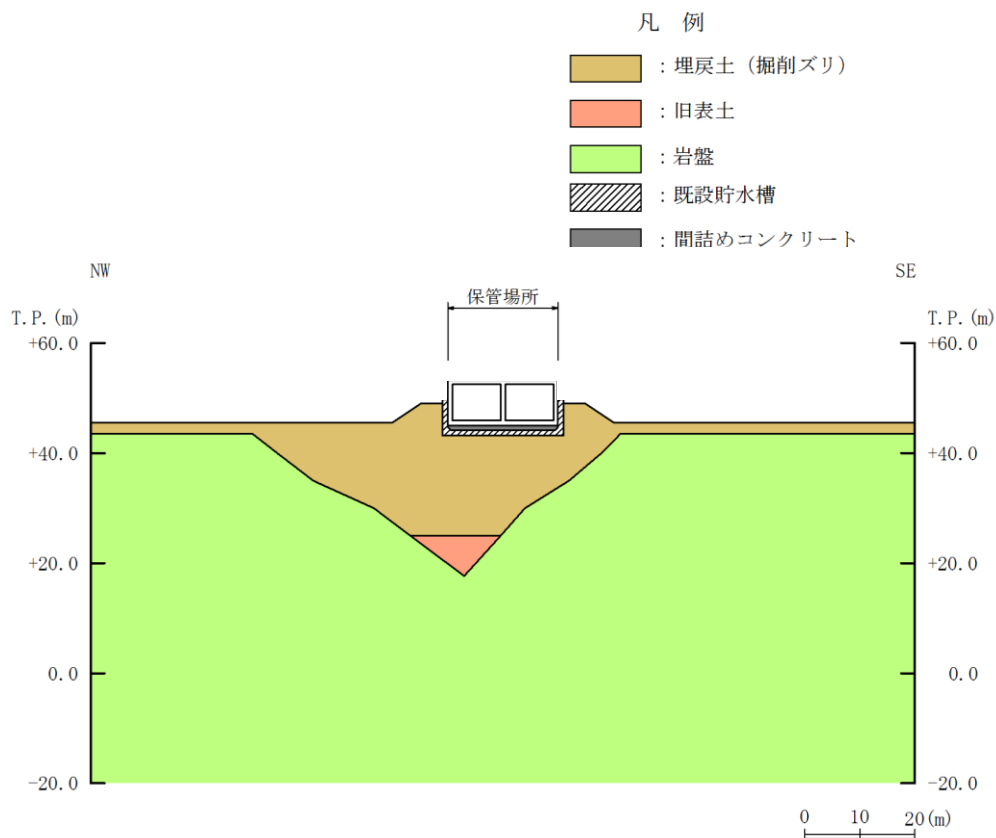 凡 例
：埋戻土（掘削ズリ）
：旧表土
：岩盤
：既設貯水槽
：間詰めコンクリート
NW
SE
保管場所
T.P.(m)
T.P.(m)
+60.0
+60.0
+40.0
+40.0
+20.0
+20.0
0.0
0.0
-20.0
-20.0
0 10 20(m)